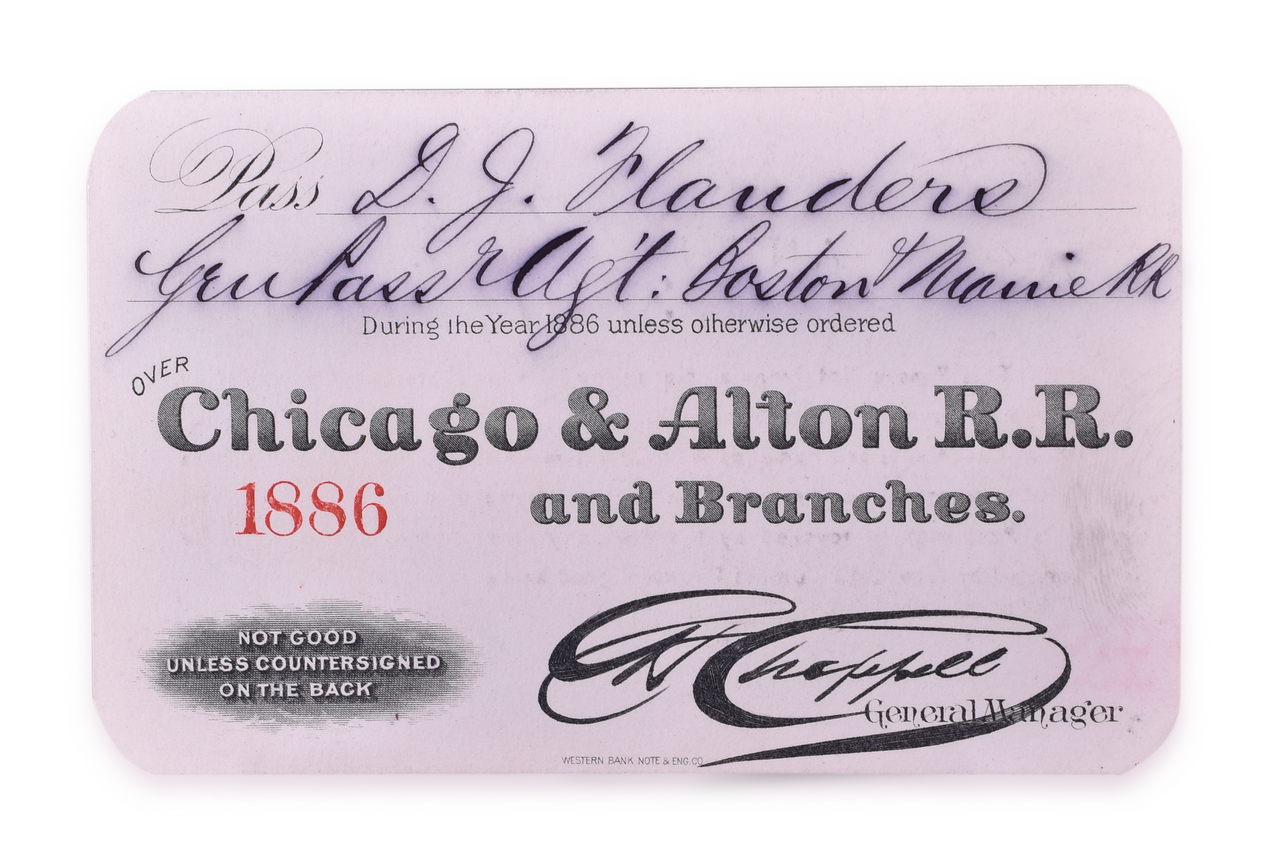 Pass D. J. Flanders
Gen Pass r Agt: Boston & Maine RR
During the Year 1886 unless otherwise ordered
OVER
Chicago & Alton R.R.
1886
and Branches.
NOT GOOD
UNLESS COUNTERSIGNED
ON THE BACK
Chappell
General Manager
WESTERN BANK NOTE & ENG.CO